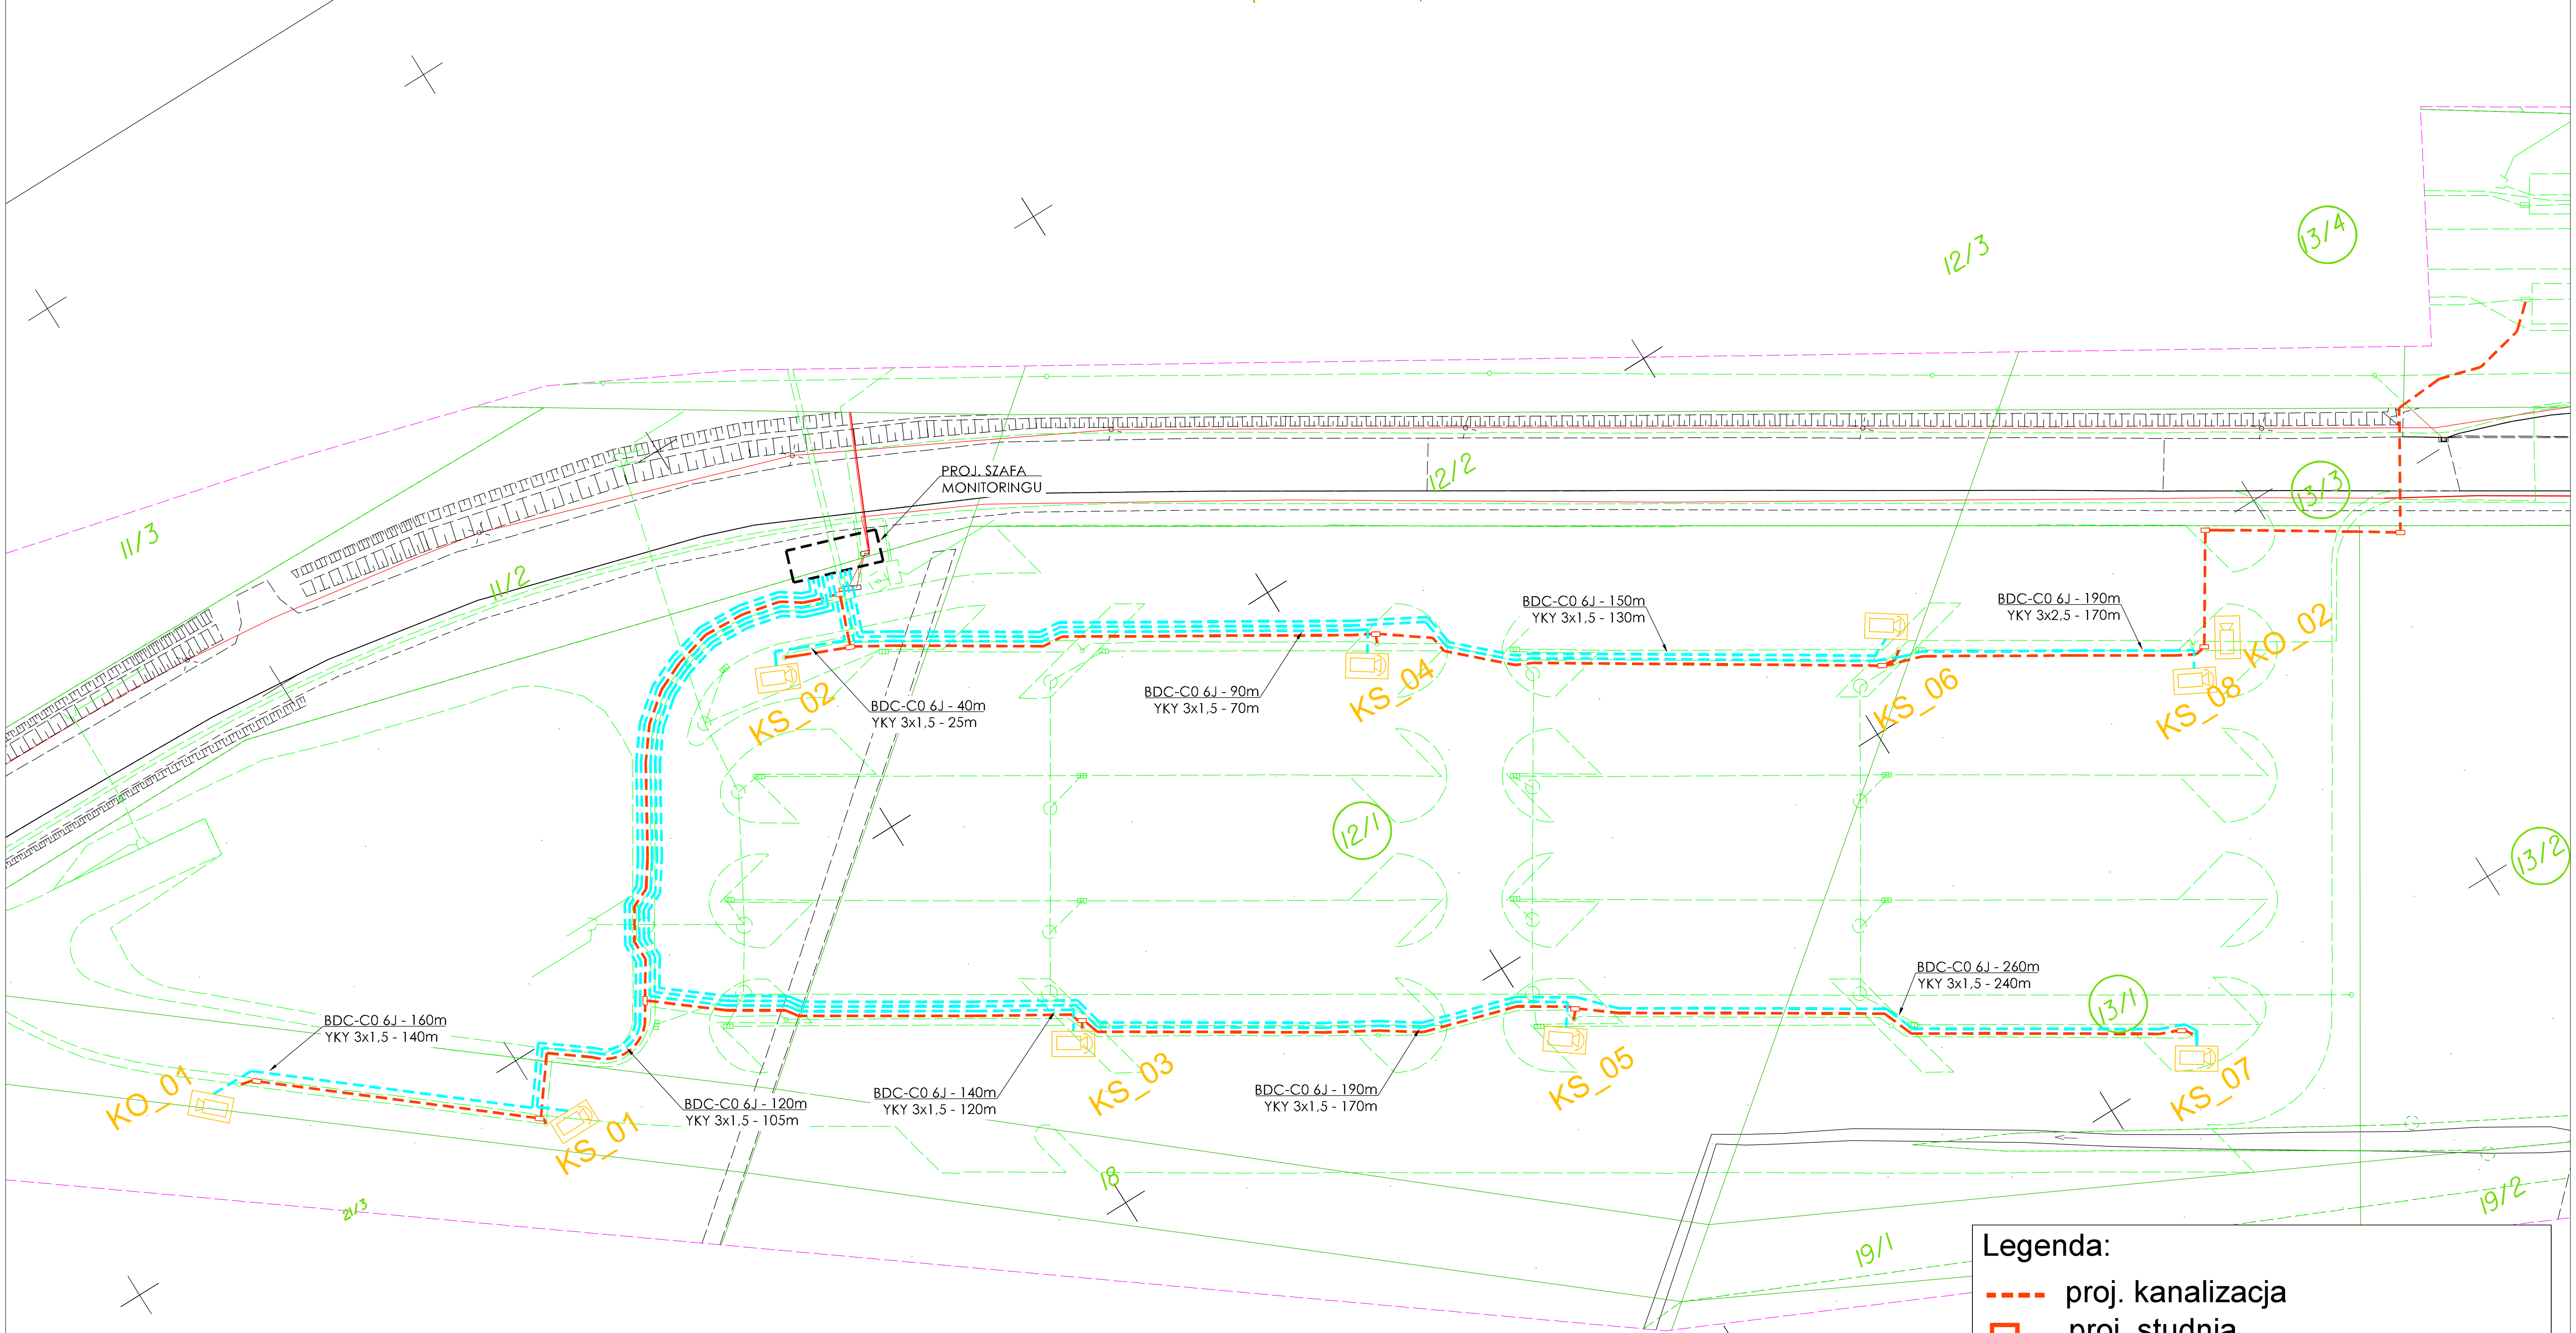 13/4
12/3
PROJ. SZAFA
MONITORINGU
12/2
13/3
11/3
11/2
BDC-C0 6J - 150m
YKY 3x1,5 - 130m
BDC-C0 6J - 190m
YKY 3x2,5 - 170m
KO_02
KS_02
BDC-C0 6J - 40m
YKY 3x1,5 - 25m
BDC-C0 6J - 90m
YKY 3x1,5 - 70m
KS_04
KS_06
KS_08
12/1
13/2
BDC-C0 6J - 260m
YKY 3x1,5 - 240m
13/1
BDC-C0 6J - 160m
YKY 3x1,5 - 140m
KO_01
KS_01
BDC-C0 6J - 120m
YKY 3x1,5 - 105m
BDC-C0 6J - 140m
YKY 3x1,5 - 120m
KS_03
BDC-C0 6J - 190m
YKY 3x1,5 - 170m
KS_05
KS_07
18
21/3
19/2
19/1
Legenda:
proj. kanalizacja
proj. studnia